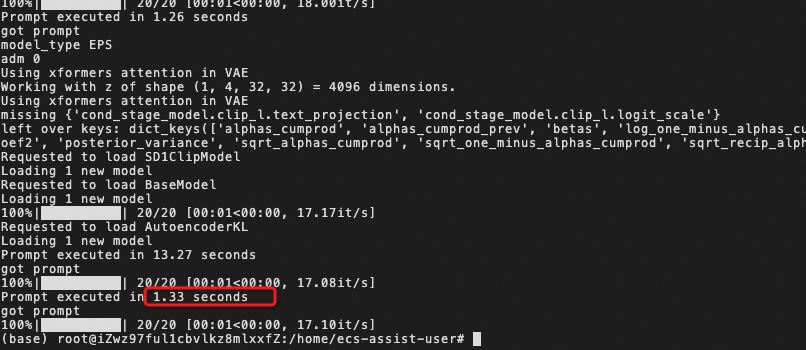 100%|██████████| 20/20 [00:01<00:00, 18.00it/s]
Prompt executed in 1.26 seconds
got prompt
model_type EPS
adm 0
Using xformers attention in VAE
Working with z of shape (1, 4, 32, 32) = 4096 dimensions.
Using xformers attention in VAE
missing {'cond_stage_model.clip_l.text_projection', 'cond_stage_model.clip_l.logit_scale'}
left over keys: dict_keys(['alphas_cumprod', 'alphas_cumprod_prev', 'betas', 'log_one_minus_alphas_cu
oef2', 'posterior_variance', 'sqrt_alphas_cumprod', 'sqrt_one_minus_alphas_cumprod', 'sqrt_recip_alp
Requested to load SD1ClipModel
Loading 1 new model
Requested to load BaseModel
Loading 1 new model
100%|██████████| 20/20 [00:01<00:00, 17.17it/s]
Requested to load AutoencoderKL
Loading 1 new model
Prompt executed in 13.27 seconds
got prompt
100%|██████████| 20/20 [00:01<00:00, 17.08it/s]
Prompt executed in 1.33 seconds
got prompt
100%|██████████| 20/20 [00:01<00:00, 17.10it/s]
(base) root@iZwz97ful1cbvlkz8mlxxfZ:/home/ecs-assist-user#